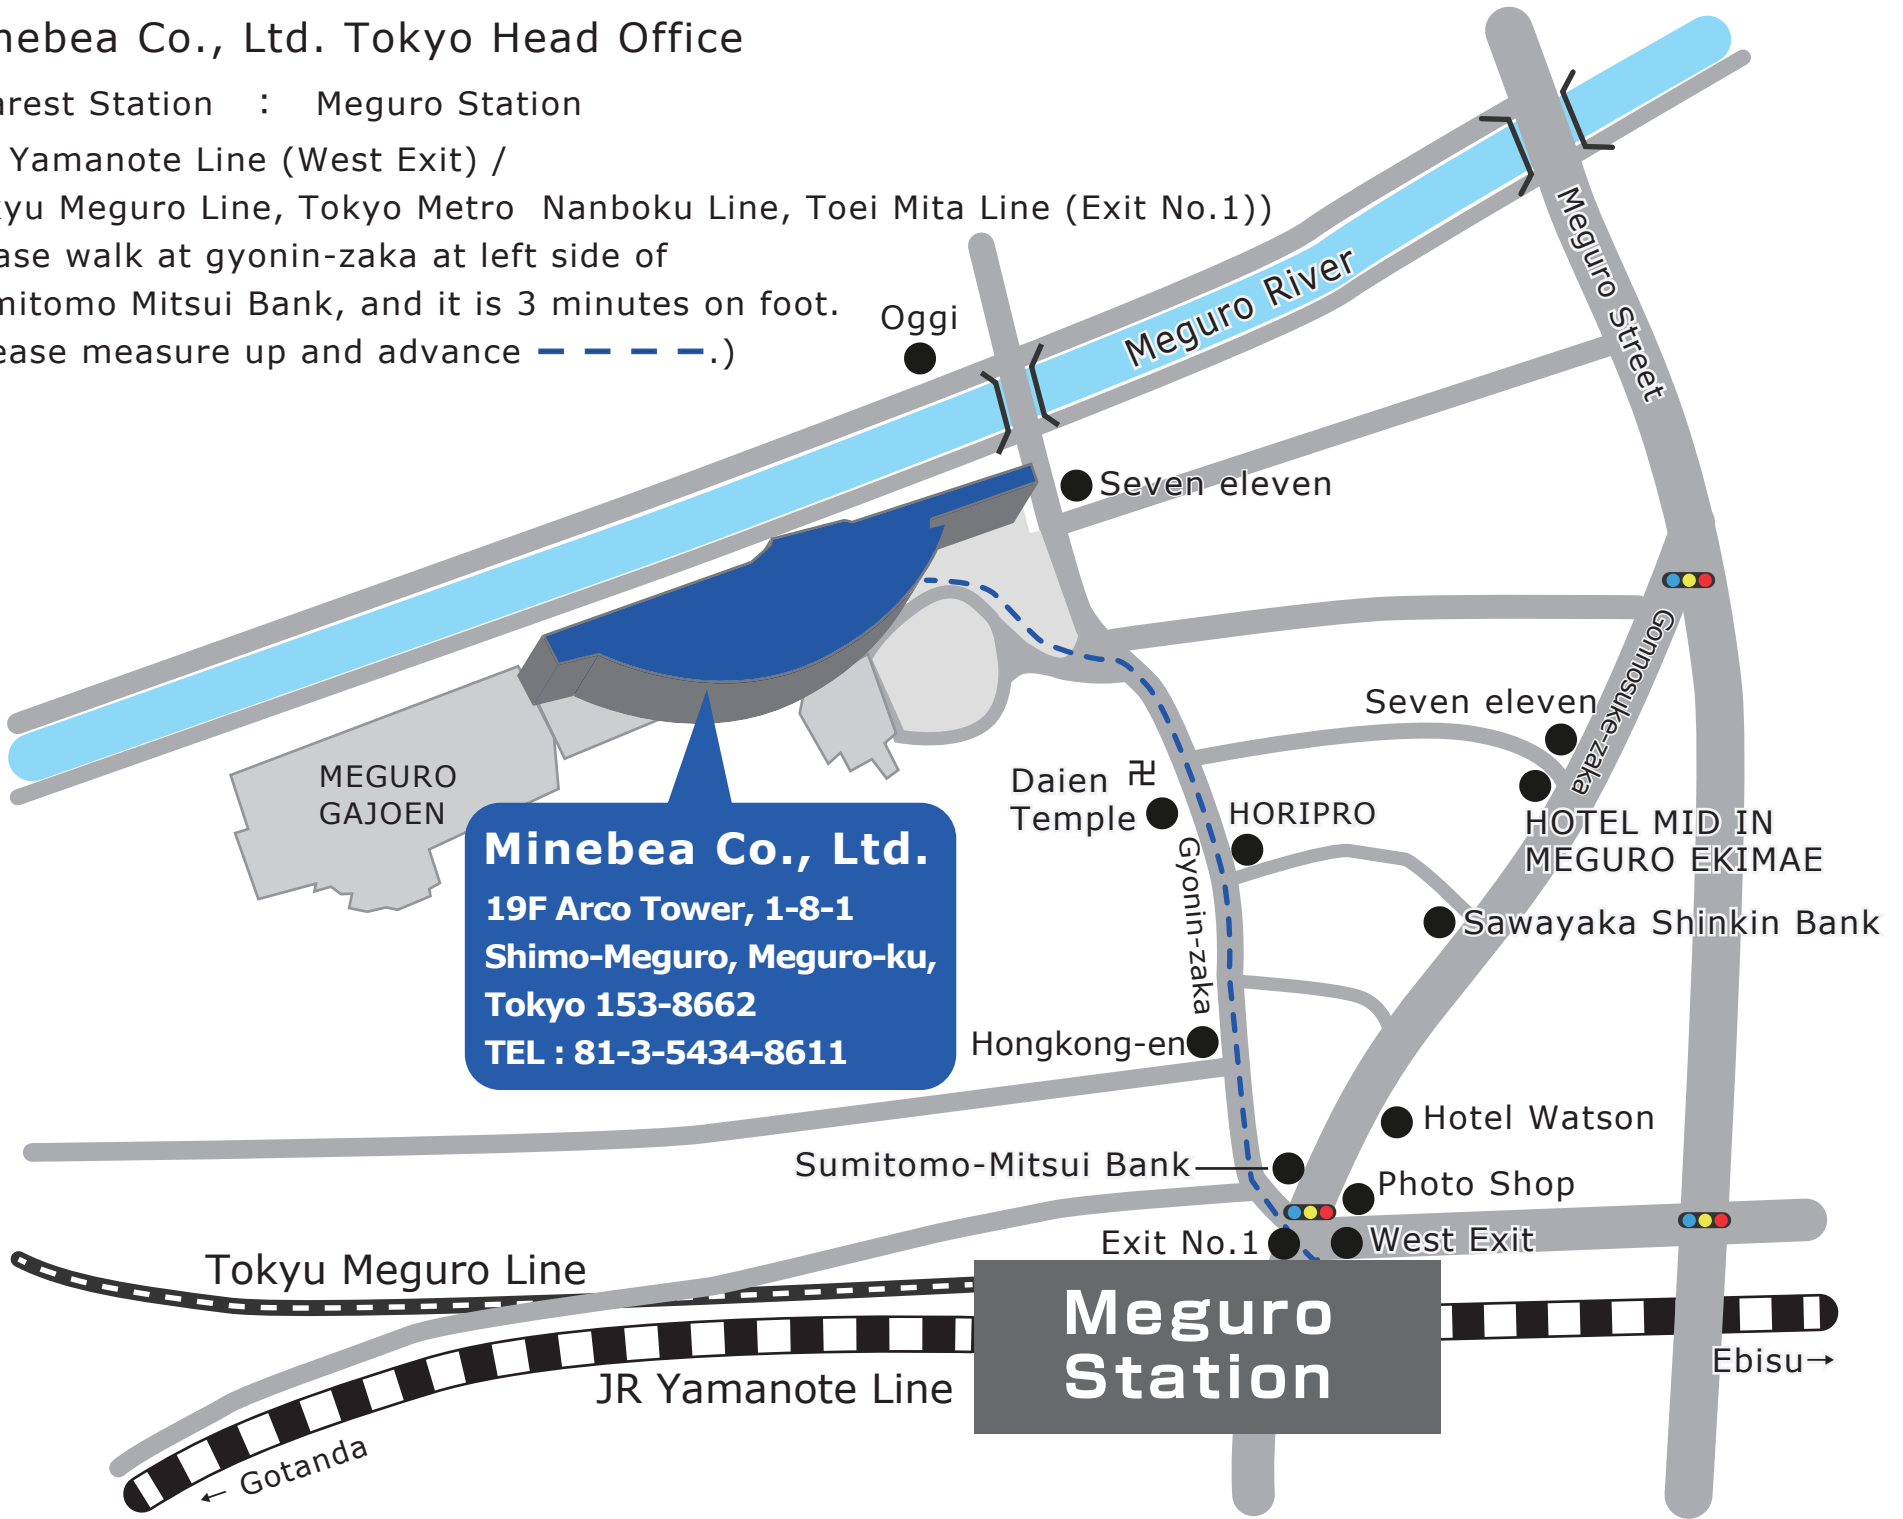 nebea Co., Ltd. Tokyo Head Office
arest Station : Meguro Station
Yamanote Line (West Exit) /
kyu Meguro Line, Tokyo Metro Nanboku Line, Toei Mita Line (Exit No.1))
ase walk at gyonin-zaka at left side of
mitomo Mitsui Bank, and it is 3 minutes on foot.
ease measure up and advance – – – –.)
Oggi
Meguro River
Meguro Street
Seven eleven
Gonnosuke-zaka
Seven eleven
MEGURO
GAJOEN
Daien
Temple
卍
HORIPRO
HOTEL MID IN
MEGURO EKIMAE
Minebea Co., Ltd.
19F Arco Tower, 1-8-1
Shimo-Meguro, Meguro-ku,
Tokyo 153-8662
TEL : 81-3-5434-8611
Gyonin-zaka
Sawayaka Shinkin Bank
Hongkong-en
Hotel Watson
Sumitomo-Mitsui Bank
Photo Shop
Exit No.1
West Exit
Tokyu Meguro Line
Meguro
Station
JR Yamanote Line
Ebisu→
← Gotanda